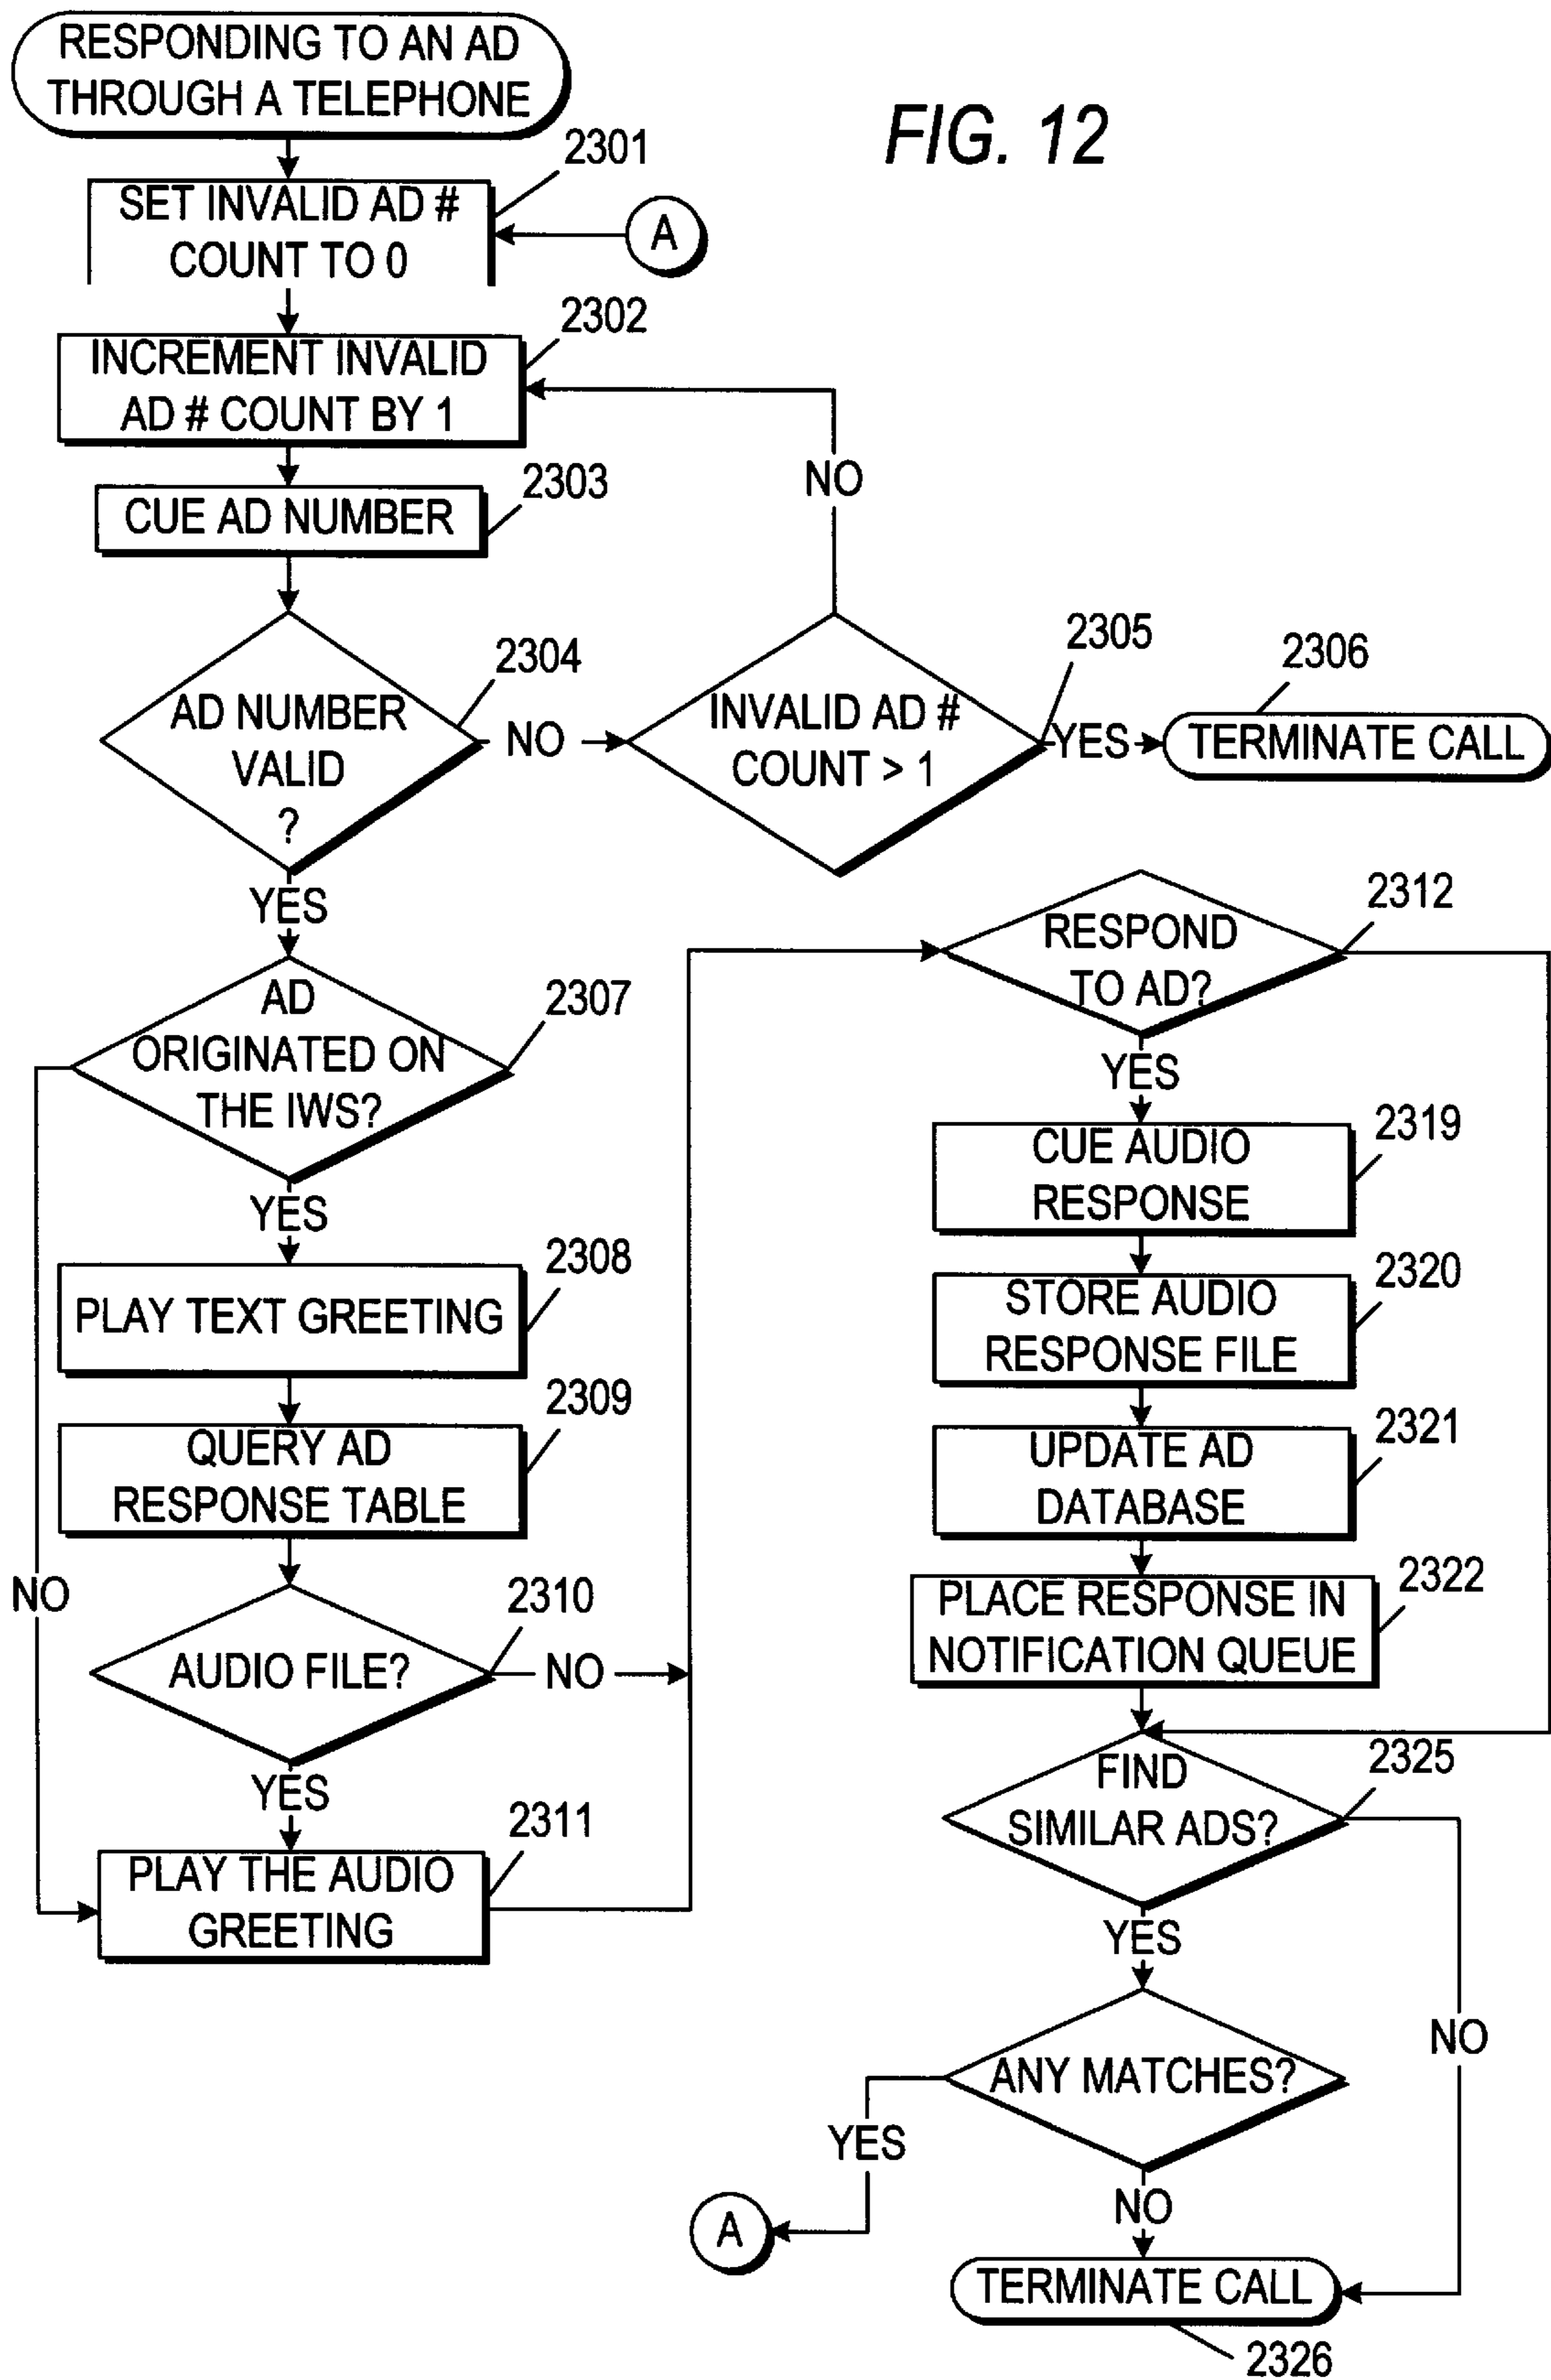 RESPONDING TO AN AD
THROUGH A TELEPHONE
FIG. 12
2301
SET INVALID AD #
COUNT TO 0
A
2302
INCREMENT INVALID
AD # COUNT BY 1
2303
CUE AD NUMBER
NO
2304
AD NUMBER
VALID
?
NO
2305
INVALID AD #
COUNT > 1
YES
2306
TERMINATE CALL
YES
2307
AD
ORIGINATED ON
THE IWS?
YES
2308
PLAY TEXT GREETING
2309
QUERY AD
RESPONSE TABLE
NO
2310
AUDIO FILE?
NO
YES
2311
PLAY THE AUDIO
GREETING
2312
RESPOND
TO AD?
YES
2319
CUE AUDIO
RESPONSE
2320
STORE AUDIO
RESPONSE FILE
2321
UPDATE AD
DATABASE
2322
PLACE RESPONSE IN
NOTIFICATION QUEUE
2325
FIND
SIMILAR ADS?
YES
NO
ANY MATCHES?
YES
A
NO
TERMINATE CALL
2326